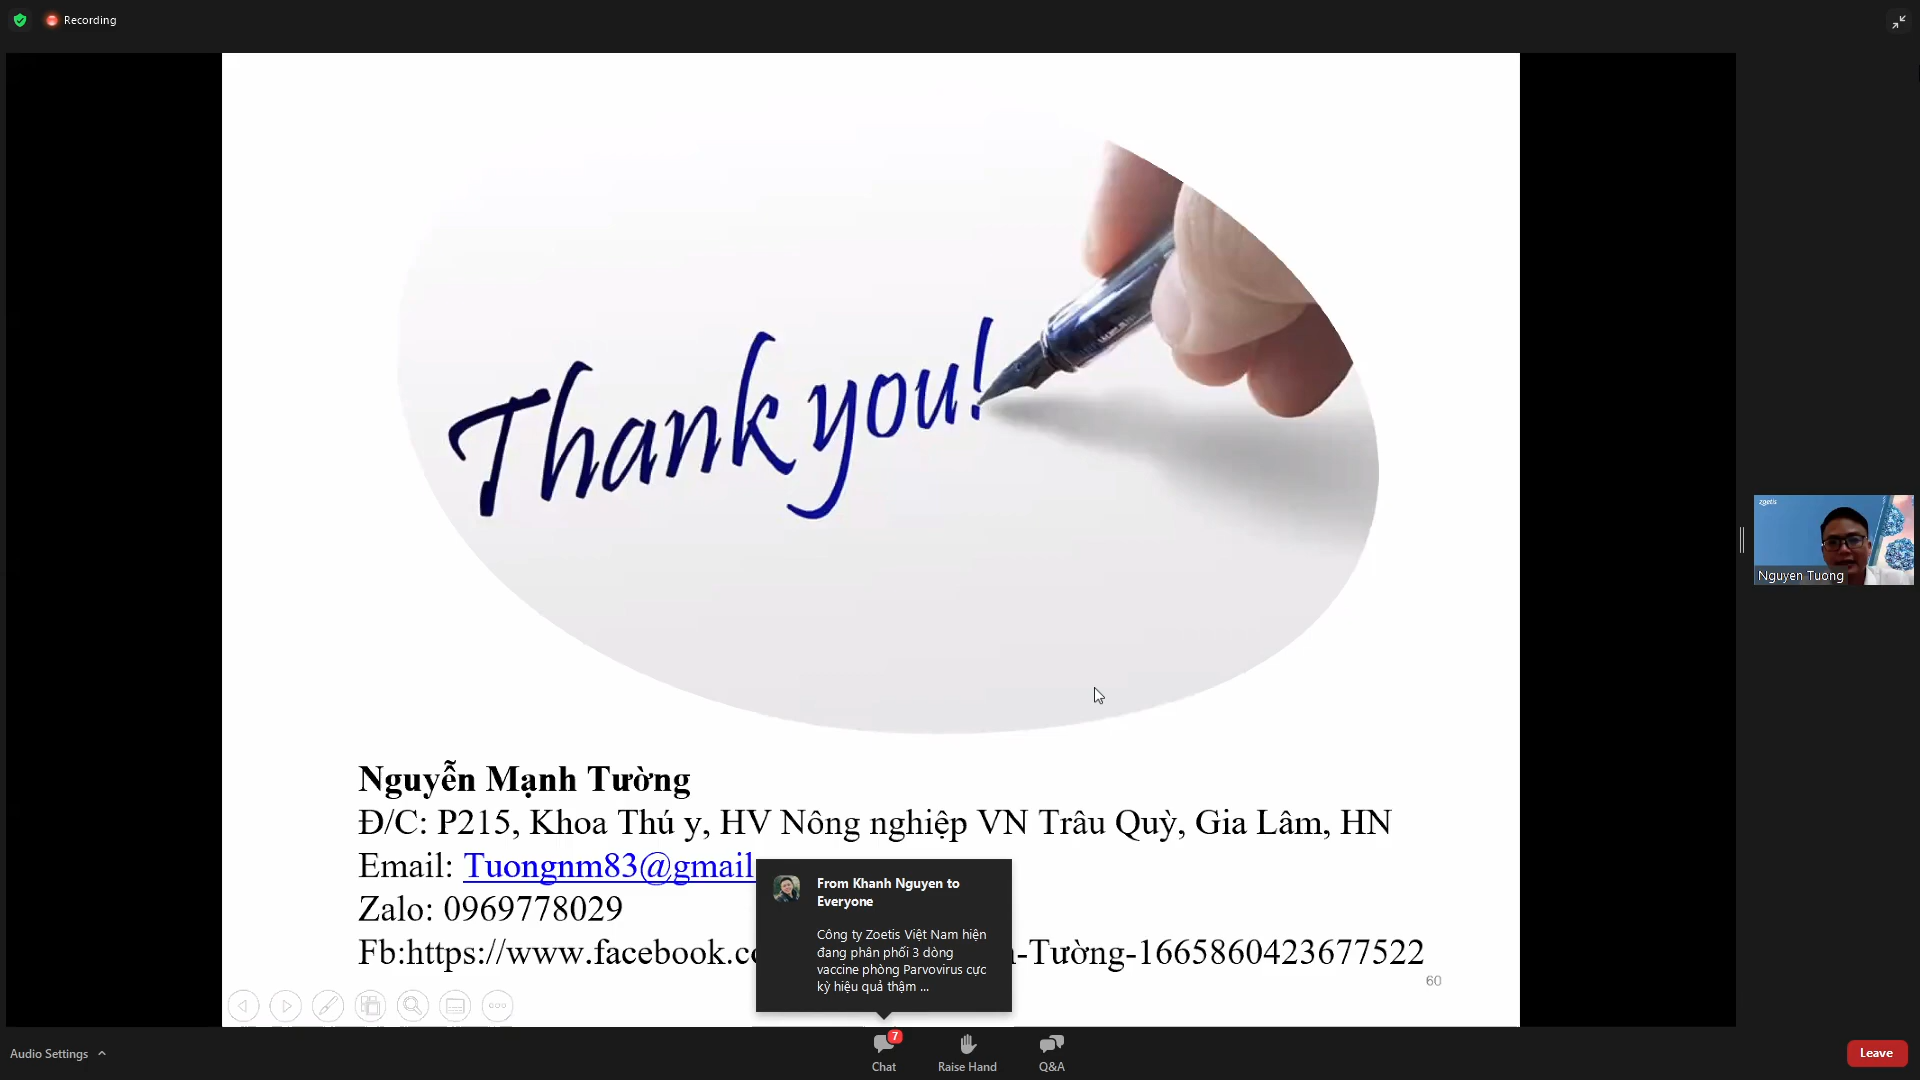 Recording
Thank you!
zoetis
Nguyen Tuong
Nguyễn Mạnh Tường
Đ/C: P215, Khoa Thú y, HV Nông nghiệp VN Trâu Quỳ, Gia Lâm, HN
Email: Tuongnm83@gmail
Zalo: 0969778029
Fb:https://www.facebook.co
-Tường-1665860423677522
From Khanh Nguyen to
Everyone
Công ty Zoetis Việt Nam hiện
đang phân phối 3 dòng
vaccine phòng Parvovirus cực
kỳ hiệu quả thậm ...
60
Audio Settings
7
Chat
Raise Hand
Q&A
Leave